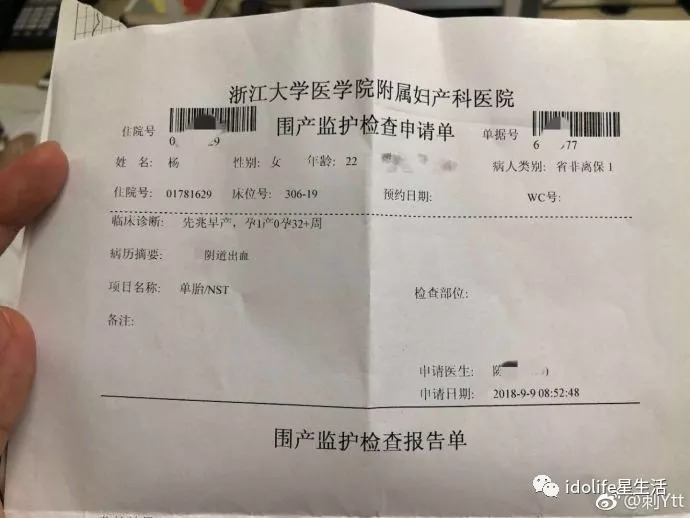 浙江大学医学院附属妇产科医院
围产监护检查申请单
住院号 0 29
单据号 6 77
姓名: 杨 性别: 女 年龄: 22 病人类别: 省非离保1
住院号: 01781629 床位号: 306-19 预约日期: WC号:
临床诊断: 先兆早产，孕1产0孕32+周
病历摘要: 阴道出血
项目名称: 单胎/NST 检查部位:
备注:
申请医生: 陈
申请日期: 2018-9-9 08:52:48
围产监护检查报告单
idolife星生活
@刺Ytt